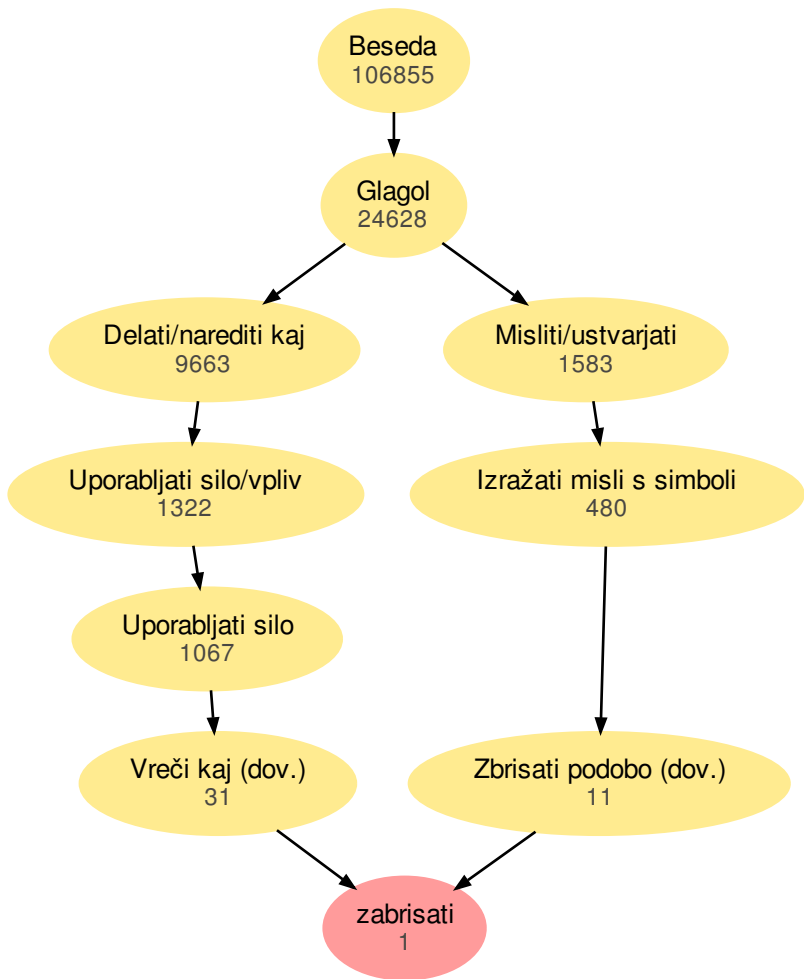 Beseda
106855
Glagol
24628
Delati/narediti kaj
9663
Misliti/ustvarjati
1583
Uporabljati silo/vpliv
1322
Izražati misli s simboli
480
Uporabljati silo
1067
Vreči kaj (dov.)
31
Zbrisati podobo (dov.)
11
zabrisati
1